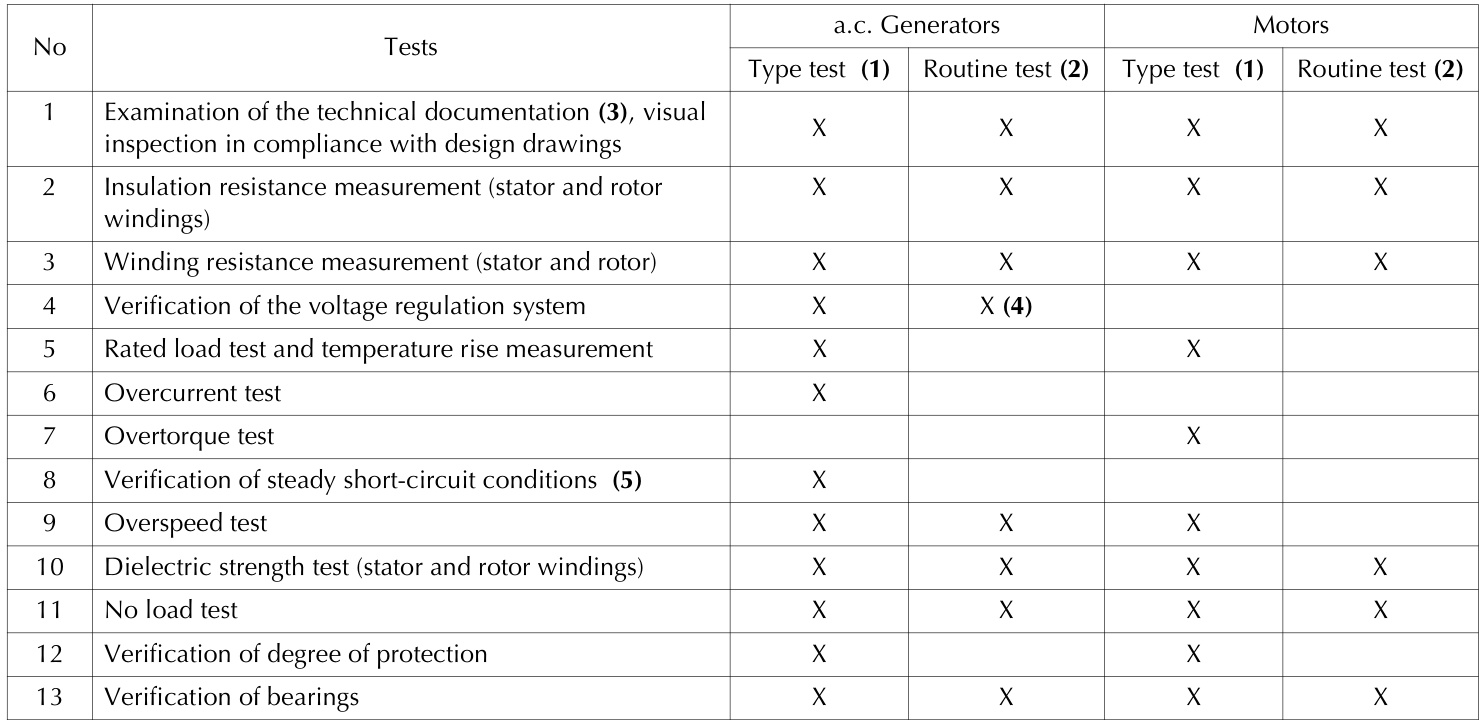 No Tests a.c. Generators Motors
Type test (1) Routine test (2) Type test (1) Routine test (2)
1 Examination of the technical documentation (3), visual
inspection in compliance with design drawings X X X X
2 Insulation resistance measurement (stator and rotor X X X X
windings)
3 Winding resistance measurement (stator and rotor) X X X X
4 Verification of the voltage regulation system X X (4)
5 Rated load test and temperature rise measurement X X
6 Overcurrent test X
7 Overtorque test X
8 Verification of steady short-circuit conditions (5) X
9 Overspeed test X X X
10 Dielectric strength test (stator and rotor windings) X X X X
11 No load test X X X X
12 Verification of degree of protection X X
13 Verification of bearings X X X X